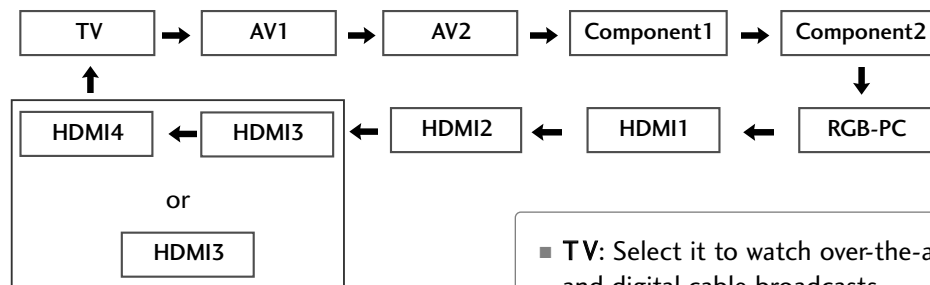 TV AV1 AV2 Component1 Component2
HDMI4 HDMI3 HDMI2 HDMI1 RGB-PC
or
HDMI3
TV: Select it to watch over-the-a
and digital cable broadcasts